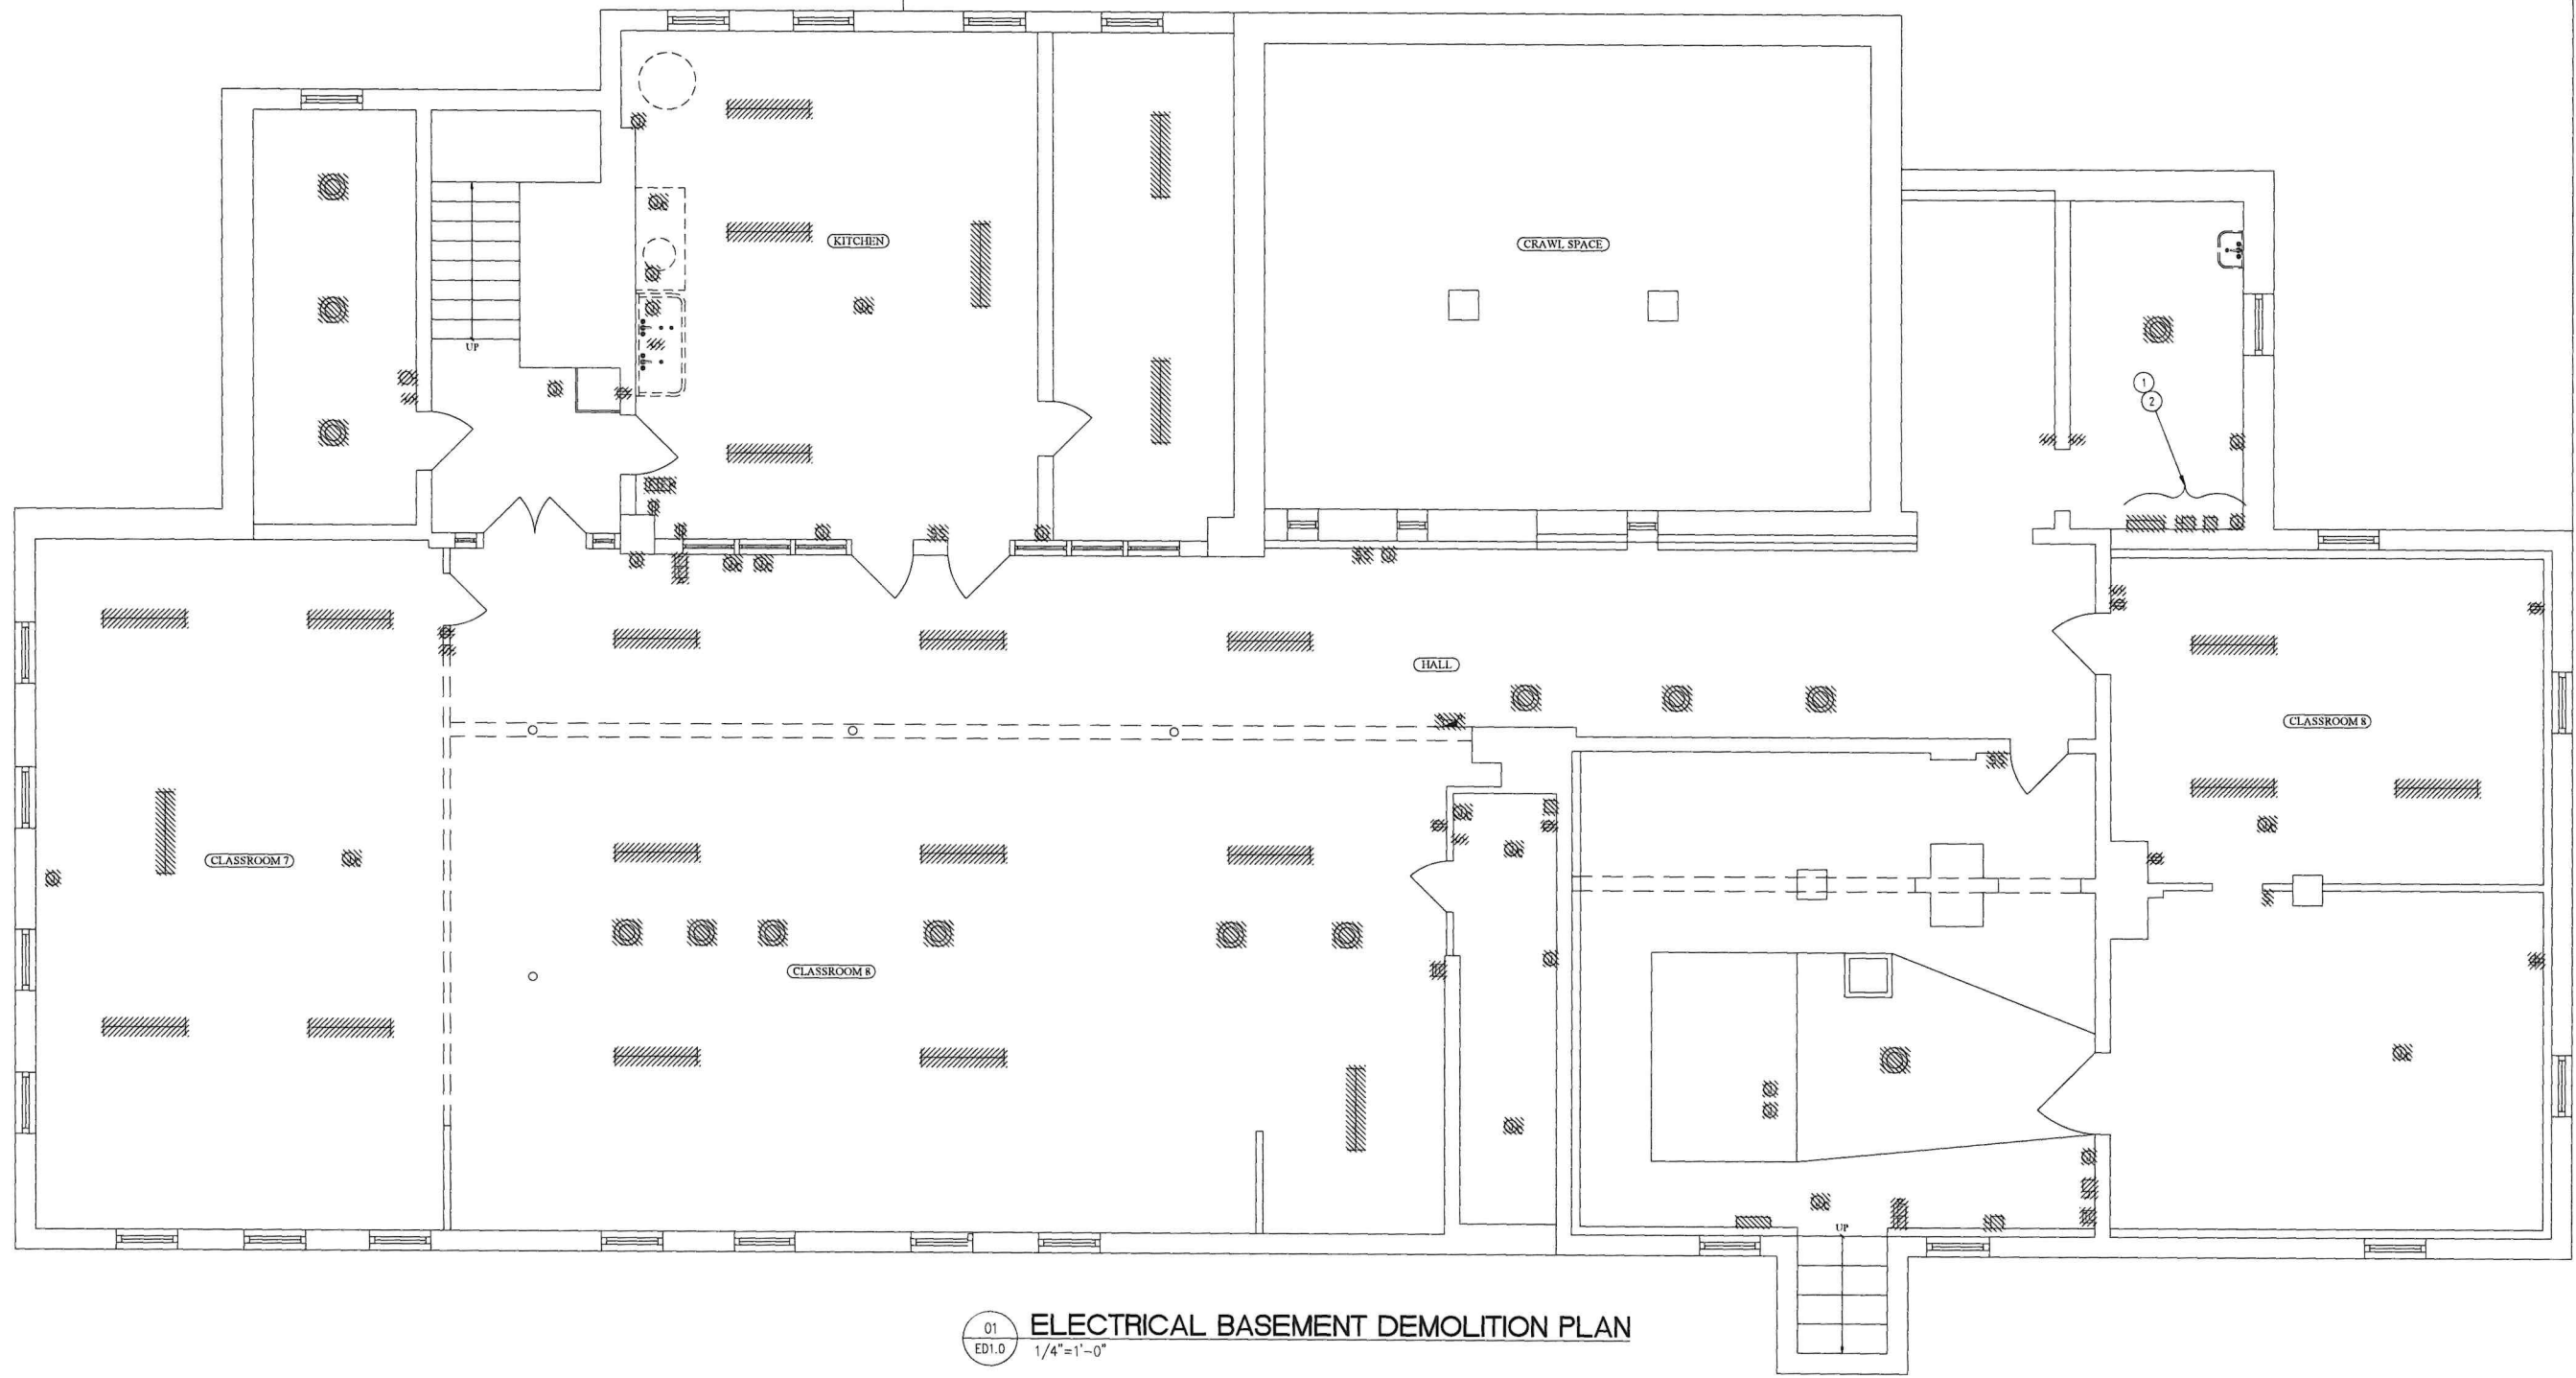 KITCHEN
CRAWL SPACE
UP
1
2
HALL
CLASSROOM 8
CLASSROOM 7
CLASSROOM 8
UP
01
ED1.0
ELECTRICAL BASEMENT DEMOLITION PLAN
1/4"=1'-0"